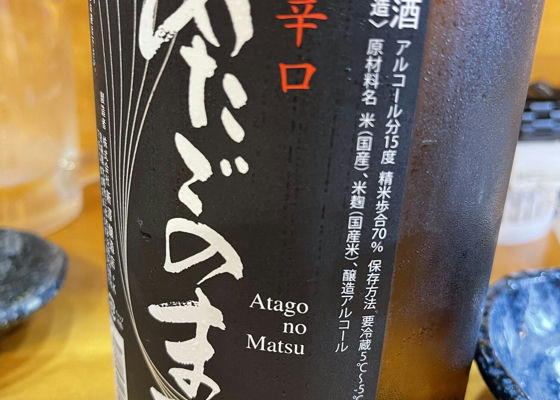 酒
造〉
アルコール分15度 精米歩合70% 保存方法 要冷蔵5℃~-5℃
原材料名 米(国産)、米麹(国産米)、醸造アルコール
辛口
あたごのま
Atago
no
Matsu